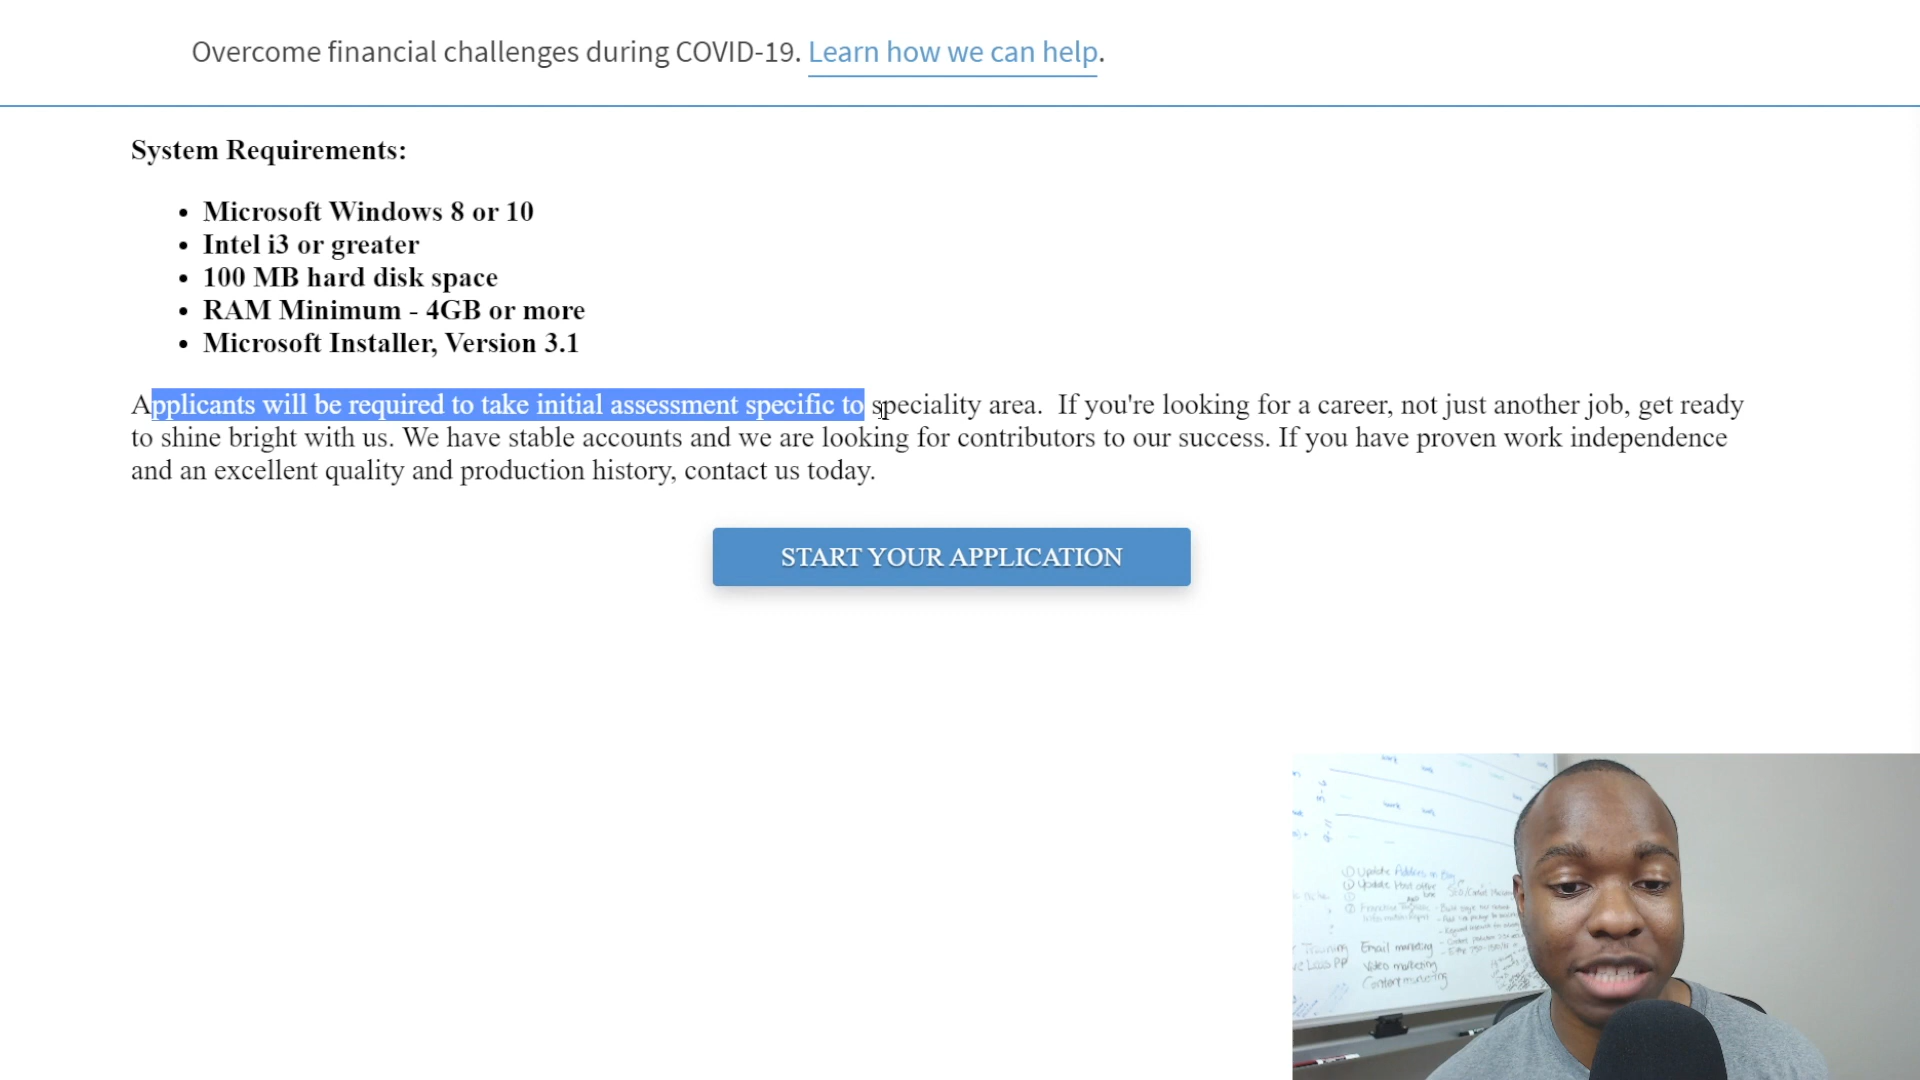 Overcome financial challenges during COVID-19. Learn how we can help.
System Requirements:
• Microsoft Windows 8 or 10
• Intel i3 or greater
• 100 MB hard disk space
• RAM Minimum - 4GB or more
• Microsoft Installer, Version 3.1
Applicants will be required to take initial assessment specific to speciality area.  If you're looking for a career, not just another job, get ready
to shine bright with us. We have stable accounts and we are looking for contributors to our success. If you have proven work independence
and an excellent quality and production history, contact us today.
START YOUR APPLICATION
Update
Update
Training
Email marketing
Video marketing
Content marketing